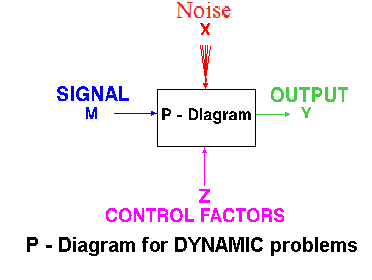 Noise
X
SIGNAL
M
P - DIagram
OUTPUT
Y
Z
CONTROL FACTORS
P - Diagram for DYNAMIC problems